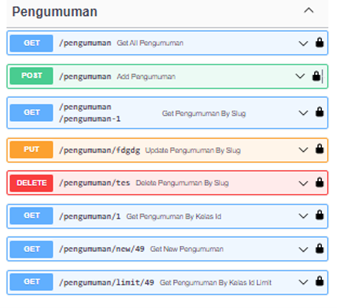 Pengumuman
GET /pengumuman Get All Pengumuman
POST /pengumuman Add Pengumuman
GET /pengumuman
/pengumuman-1 Get Pengumuman By Slug
PUT /pengumuman/fdgdg Update Pengumuman By Slug
DELETE /pengumuman/tes Delete Pengumuman By Slug
GET /pengumuman/1 Get Pengumuman By Kelas Id
GET /pengumuman/new/49 Get New Pengumuman
GET /pengumuman/limit/49 Get Pengumuman By Kelas Id Limit